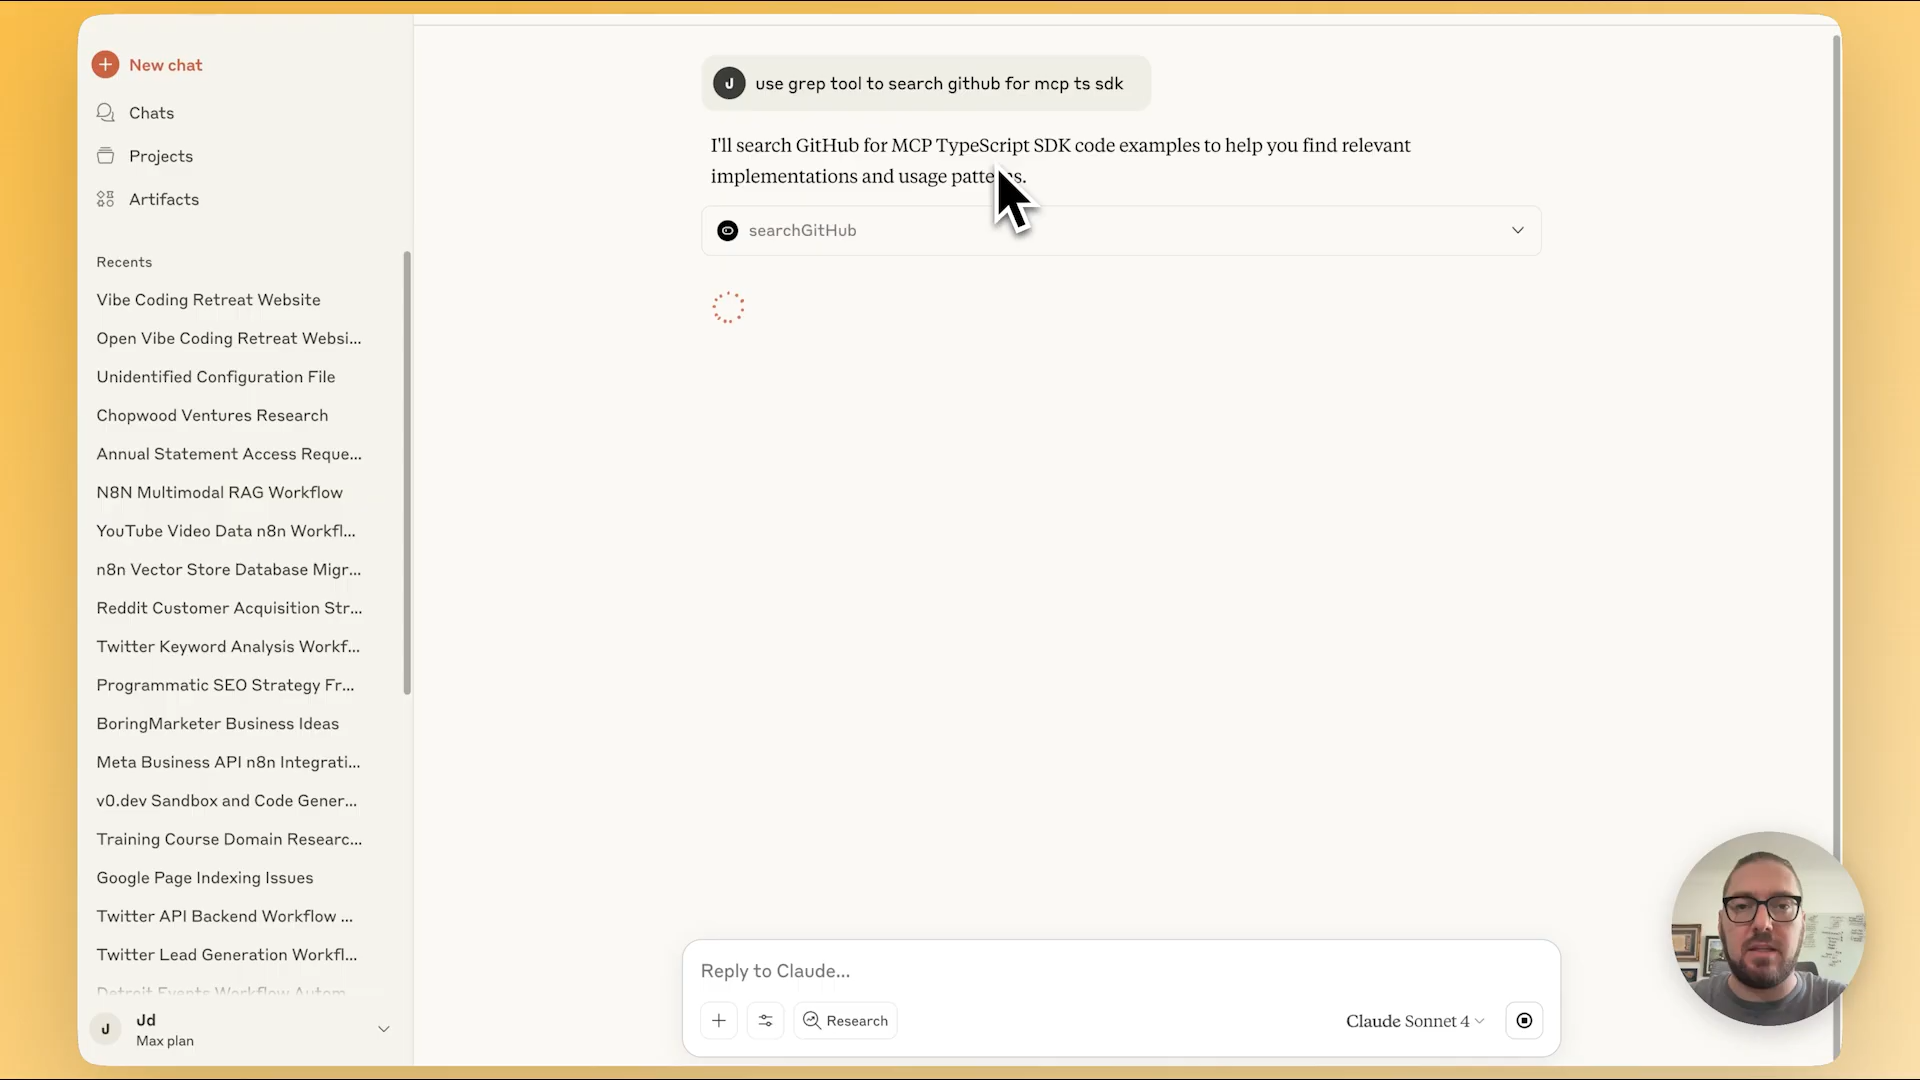 New chat
Chats
Projects
Artifacts
Recents
Vibe Coding Retreat Website
Open Vibe Coding Retreat Websi...
Unidentified Configuration File
Chopwood Ventures Research
Annual Statement Access Reque...
N8N Multimodal RAG Workflow
YouTube Video Data n8n Workfl...
n8n Vector Store Database Migr...
Reddit Customer Acquisition Str...
Twitter Keyword Analysis Workf...
Programmatic SEO Strategy Fr...
BoringMarketer Business Ideas
Meta Business API n8n Integrati...
v0.dev Sandbox and Code Gener...
Training Course Domain Researc...
Google Page Indexing Issues
Twitter API Backend Workflow ...
Twitter Lead Generation Workfl...
Detroit Events Workflow Autom...
J
Jd
Max plan
J
use grep tool to search github for mcp ts sdk
I'll search GitHub for MCP TypeScript SDK code examples to help you find relevant
implementations and usage patterns.
searchGitHub
Reply to Claude...
Research
Claude Sonnet 4